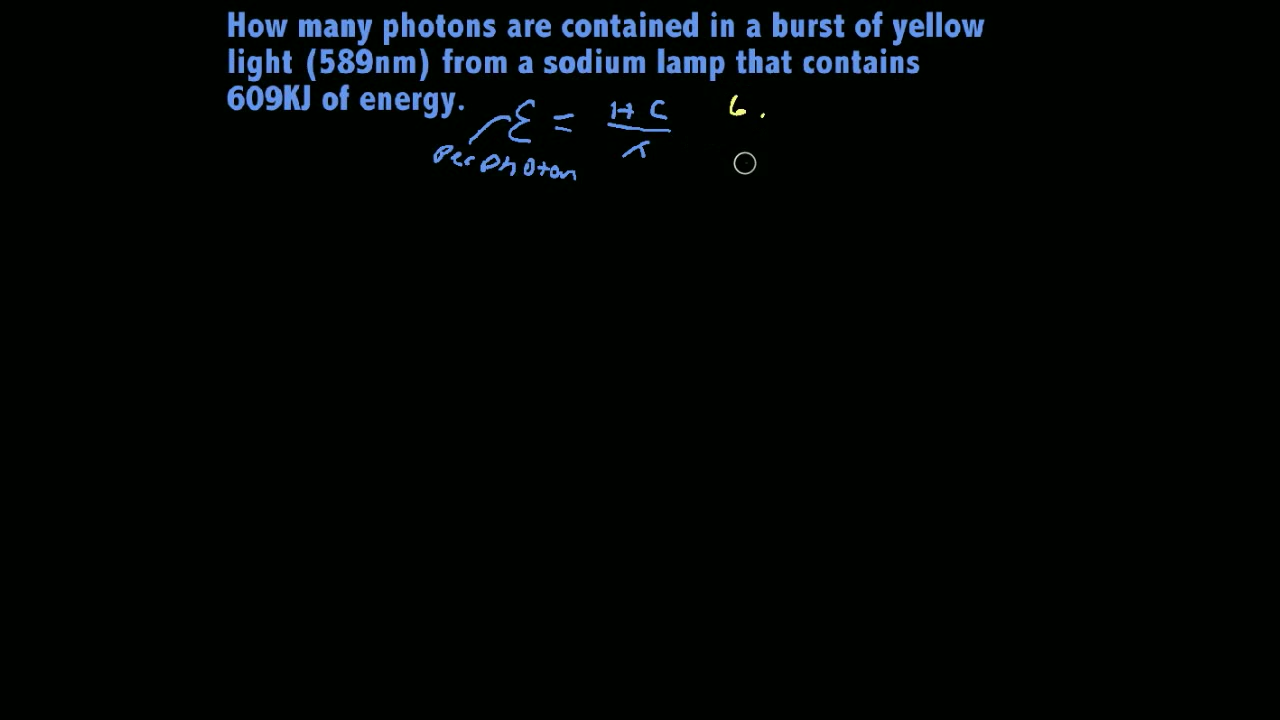 How many photons are contained in a burst of yellow
light (589nm) from a sodium lamp that contains
609KJ of energy.
E = H C / λ 6.
per photon